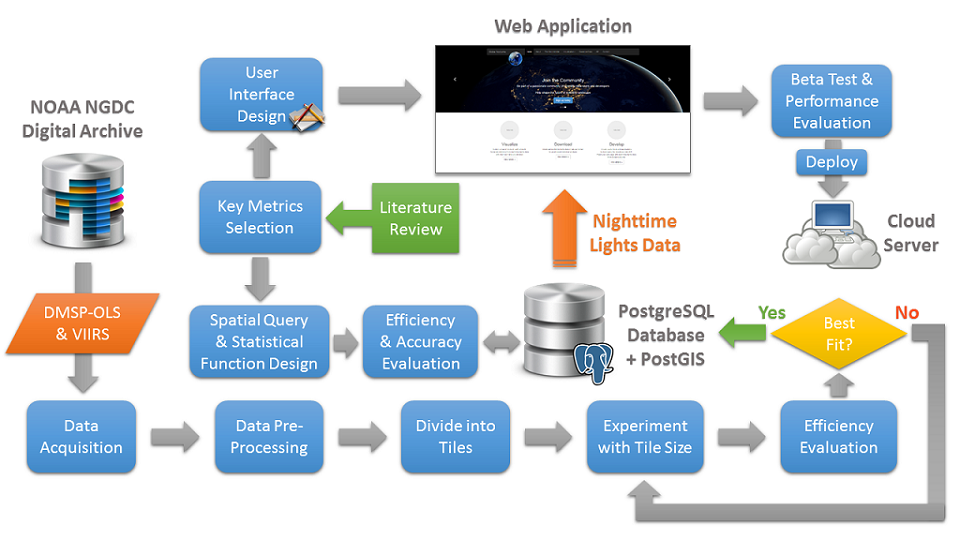 Web Application
NOAA NGDC
Digital Archive
User
Interface
Design
Join the Community
Visualize
Download
Develop
Beta Test &
Performance
Evaluation
Deploy
Cloud
Server
Key Metrics
Selection
Literature
Review
Nighttime
Lights Data
DMSP-OLS
& VIIRS
Spatial Query
& Statistical
Function Design
Efficiency
& Accuracy
Evaluation
PostgreSQL
Database
+ PostGIS
Yes
Best
Fit?
No
Data
Acquisition
Data Pre-
Processing
Divide into
Tiles
Experiment
with Tile Size
Efficiency
Evaluation